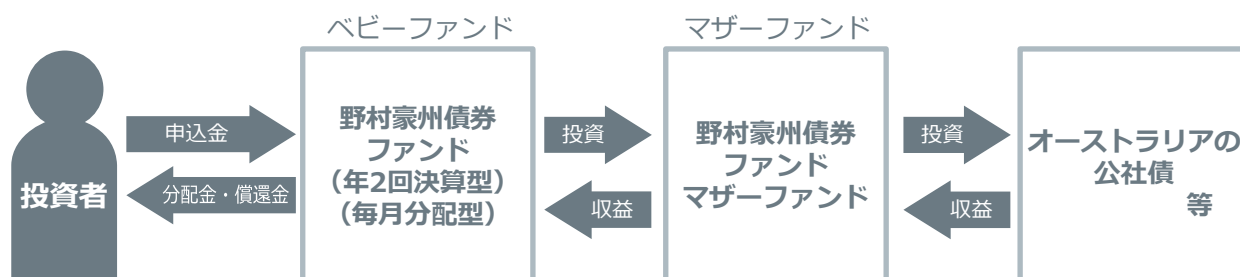 ベビーファンド
マザーファンド
投資者
申込金
分配金・償還金
野村豪州債券
ファンド
（年2回決算型）
（毎月分配型）
投資
収益
野村豪州債券
ファンド
マザーファンド
投資
収益
オーストラリアの
公社債
等